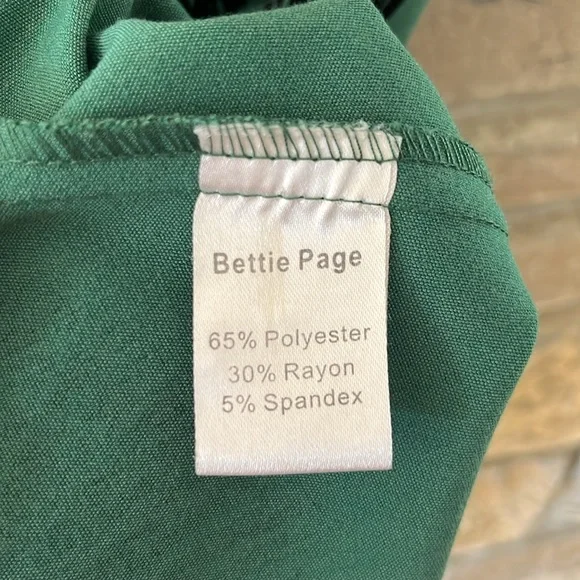 Bettie Page
65% Polyester
30% Rayon
5% Spandex